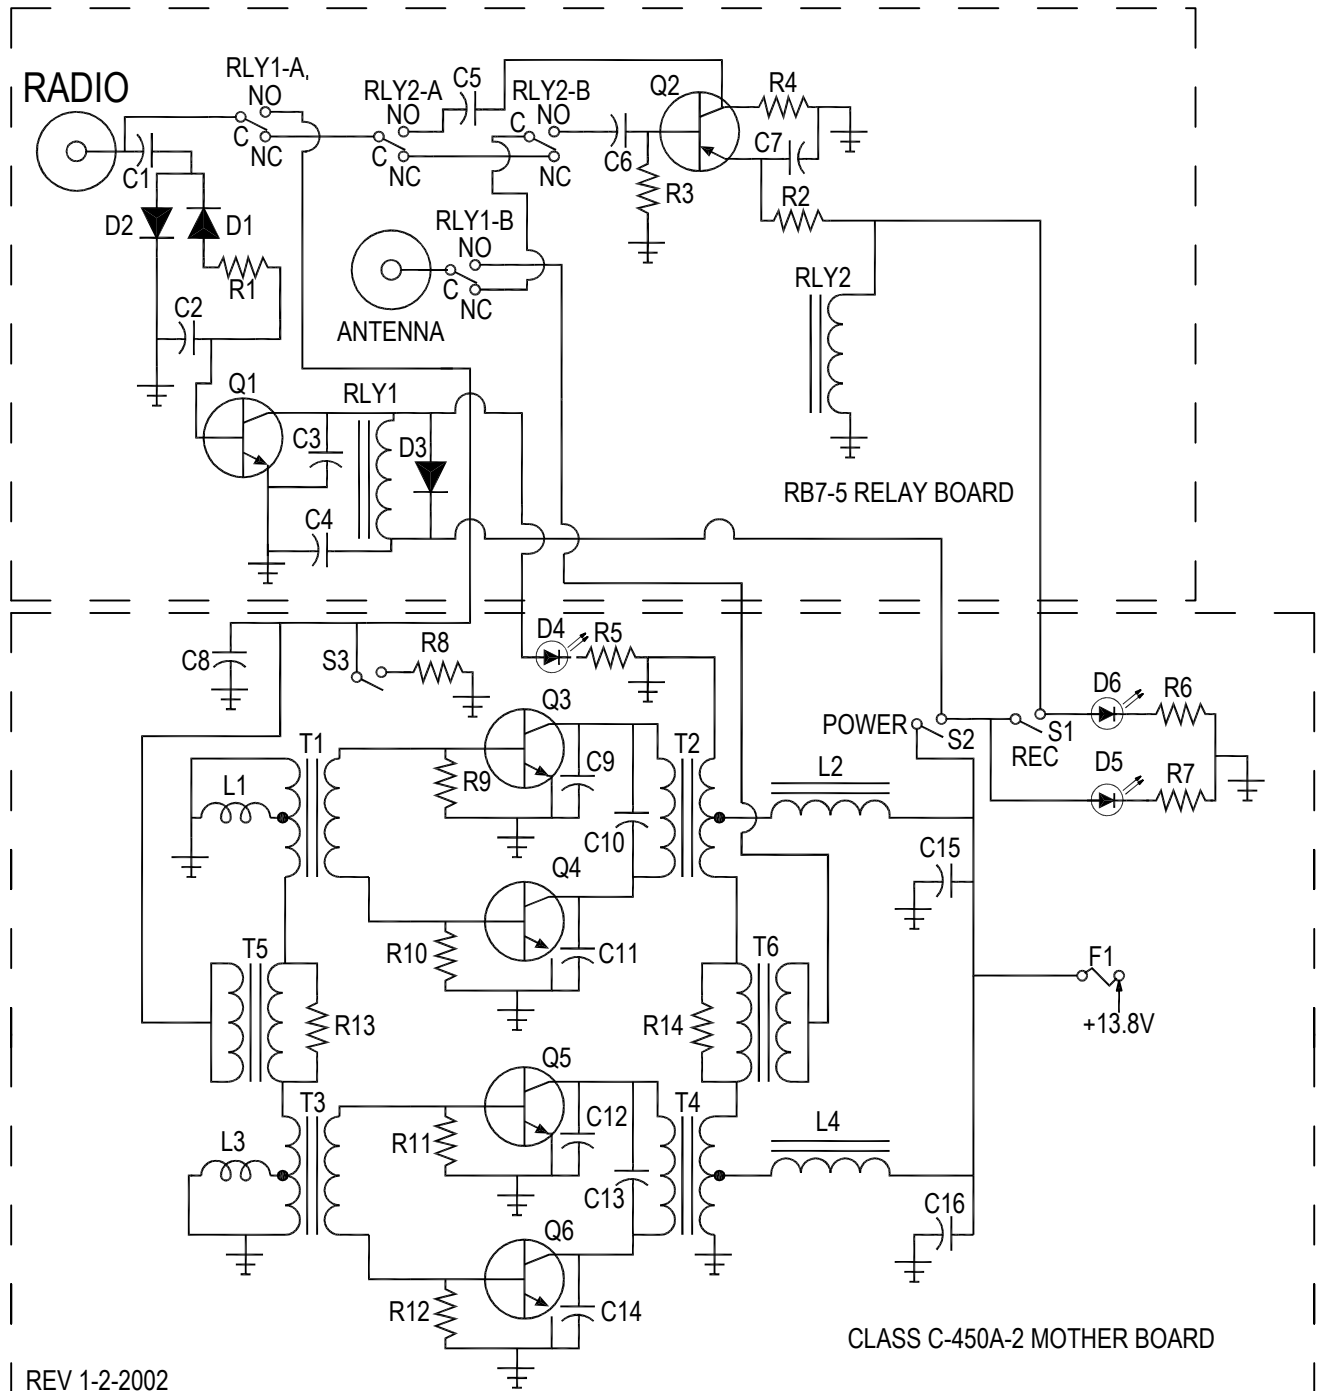 RADIO
RLY1-A,
NO
C
NC
RLY2-A
NO
C
NC
C5
RLY2-B
C
NO
NC
C6
Q2
R4
C7
R3
R2
C1
D2
D1
R1
C2
RLY1-B
NO
C
NC
ANTENNA
RLY2
Q1
RLY1
C3
D3
C4
RB7-5 RELAY BOARD
C8
S3
R8
D4
R5
Q3
POWER
S2
REC
S1
D6
R6
D5
R7
T1
L1
R9
C9
C10
T2
L2
Q4
R10
C11
C15
T5
R13
R14
T6
F1
+13.8V
Q5
T3
L3
R11
C12
C13
T4
L4
Q6
R12
C14
C16
CLASS C-450A-2 MOTHER BOARD
REV 1-2-2002